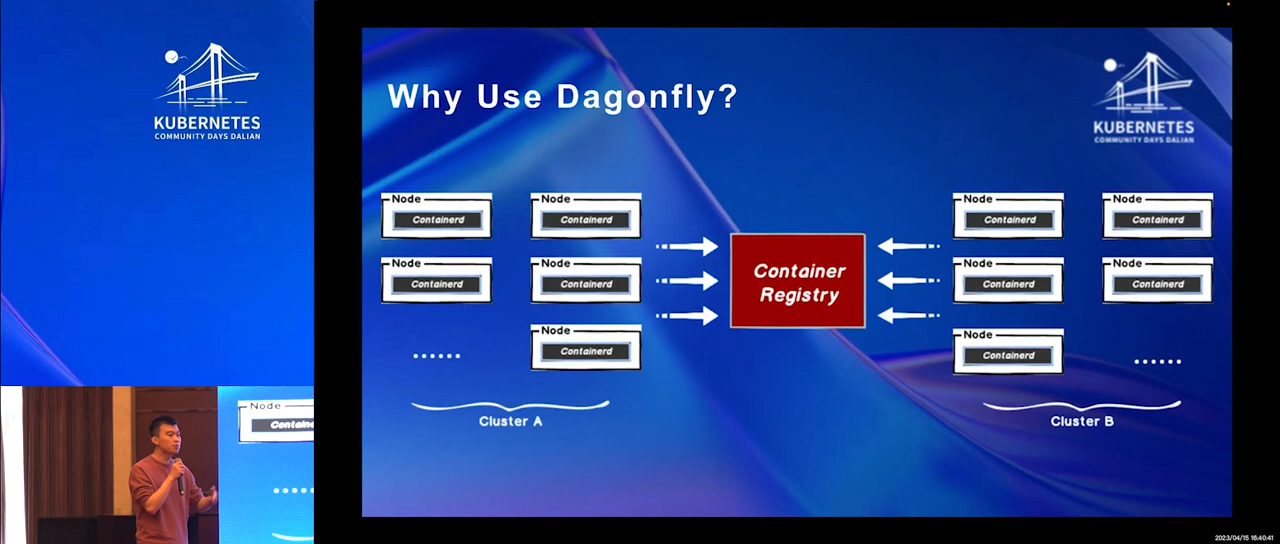 KUBERNETES
COMMUNITY DAYS DALIAN
Why Use Dagonfly?
KUBERNETES
COMMUNITY DAYS DALIAN
Node
Containerd
Node
Containerd
Node
Containerd
Node
Containerd
Node
Containerd
Cluster A
Container
Registry
Node
Containerd
Node
Containerd
Node
Containerd
Node
Containerd
Node
Containerd
Cluster B
Node
2023/04/15 16:40:41